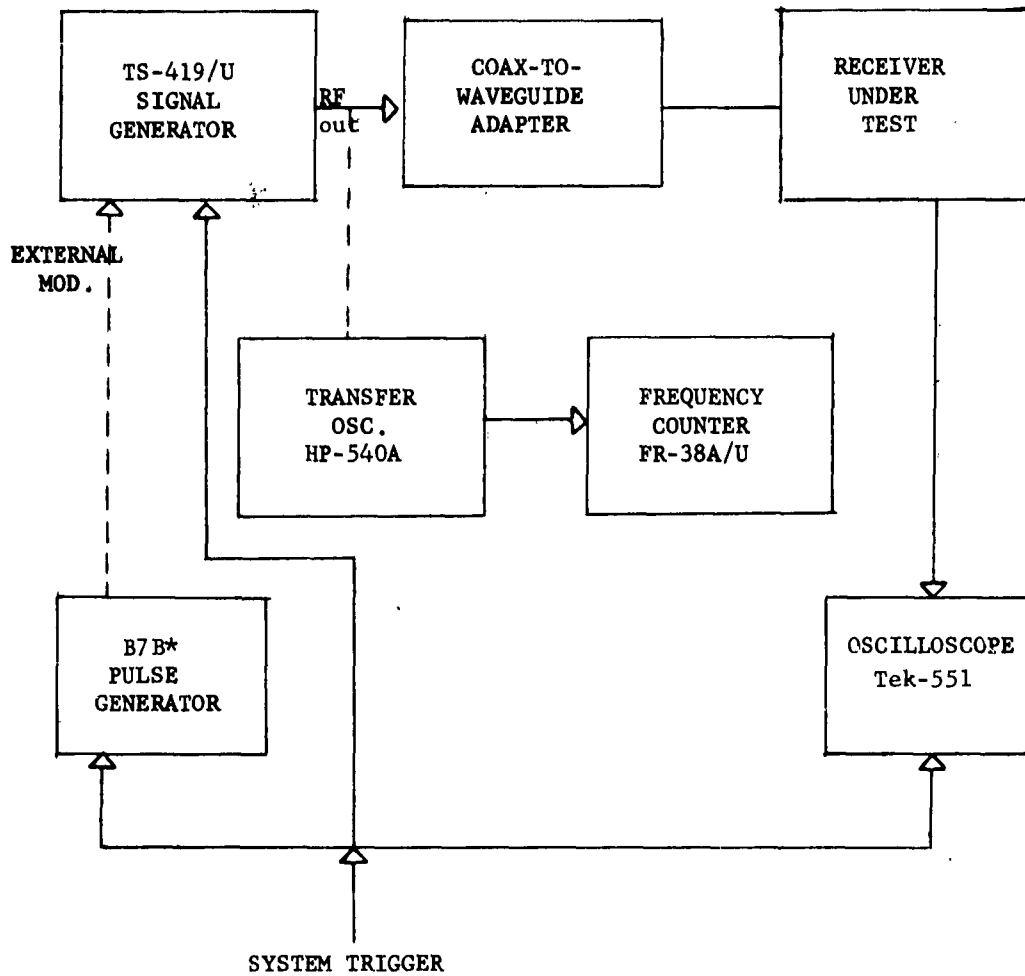 TS-419/U
SIGNAL
GENERATOR
RF
out
COAX-TO-
WAVEGUIDE
ADAPTER
RECEIVER
UNDER
TEST
EXTERNAL
MOD.
TRANSFER
OSC.
HP-540A
FREQUENCY
COUNTER
FR-38A/U
B7B*
PULSE
GENERATOR
OSCILLOSCOPE
Tek-551
SYSTEM TRIGGER